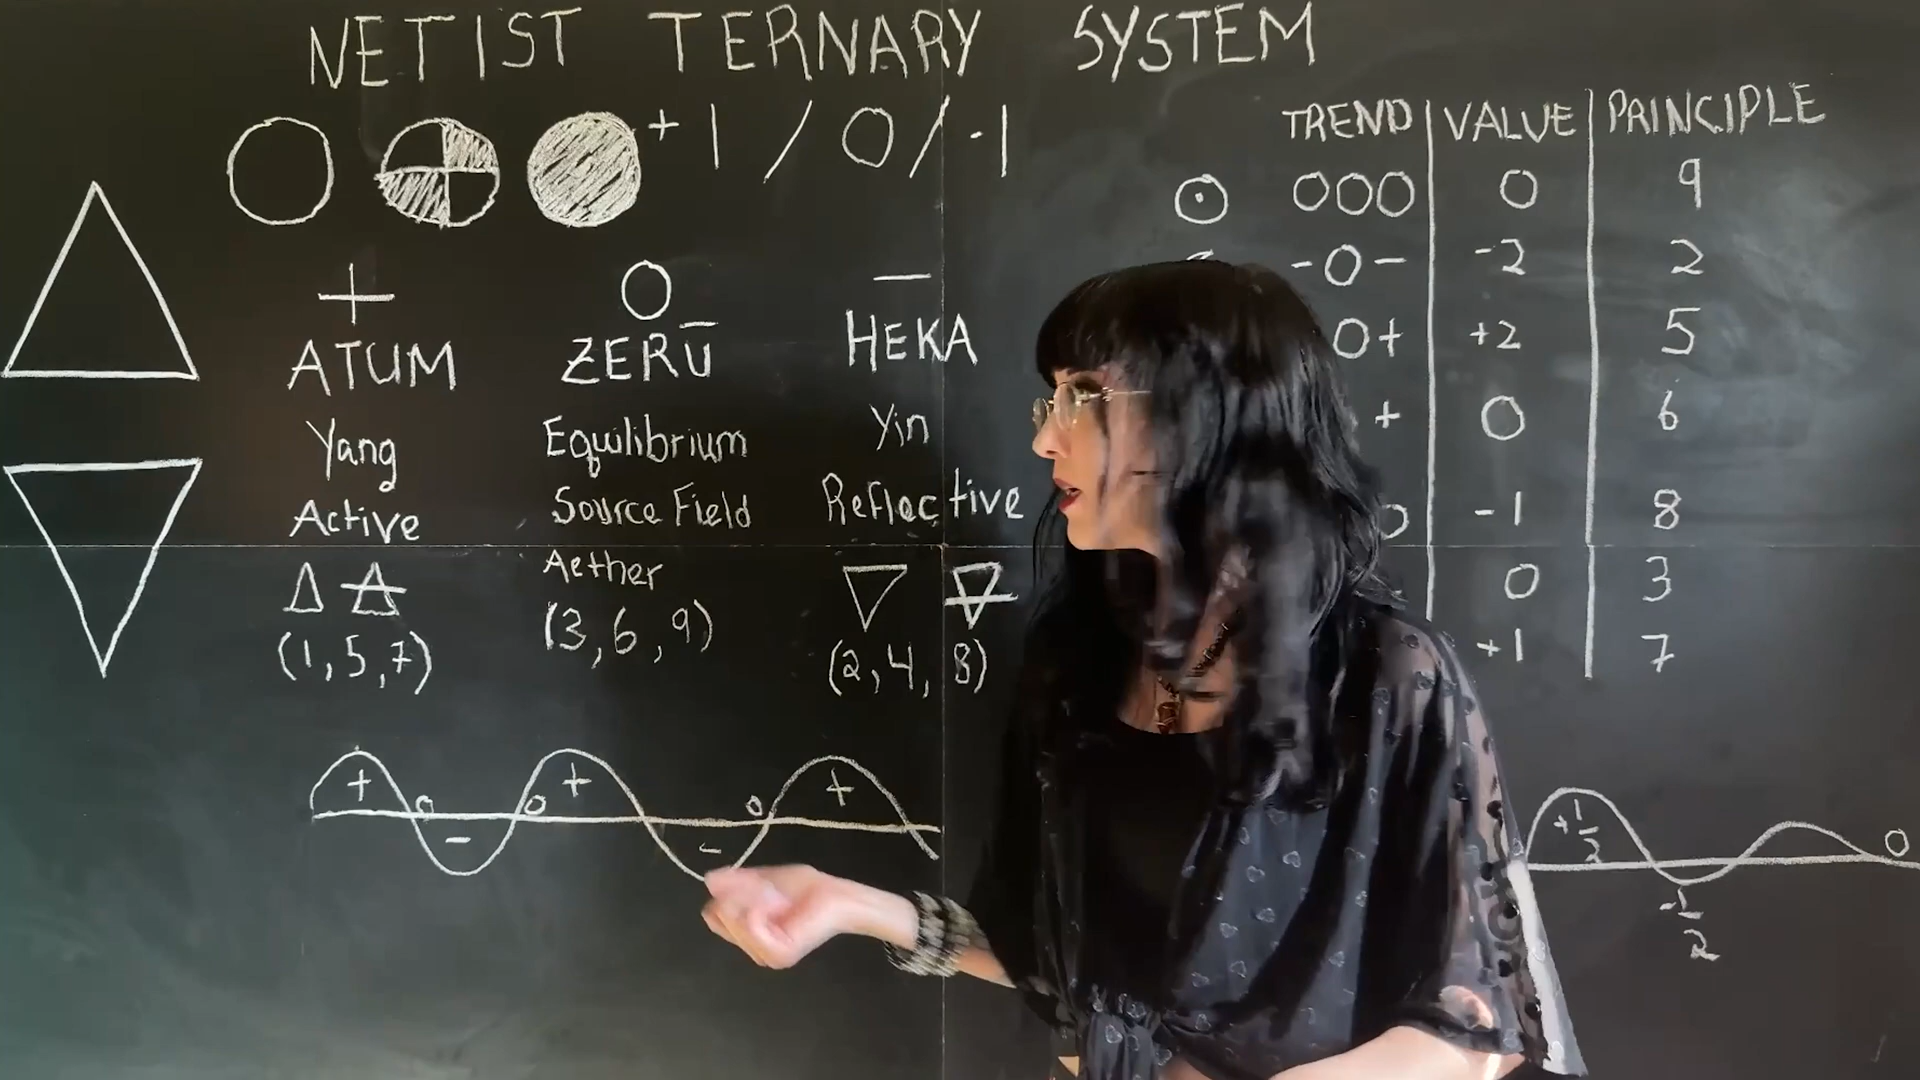 NETIST TERNARY SYSTEM
+1 / 0 / -1
+ 0 —
ATUM ZERŪ HEKA
Yang Equilibrium Yin
Active Source Field Reflective
Aether
(1,5,7) (3,6,9) (2,4,8)
+ 0 - 0 + - 0 +
TREND VALUE PRINCIPLE
000 0 9
-0- -2 2
0+ +2 5
+ 0 6
0 -1 8
0 3
+1 7
+1/2 -1/2 0